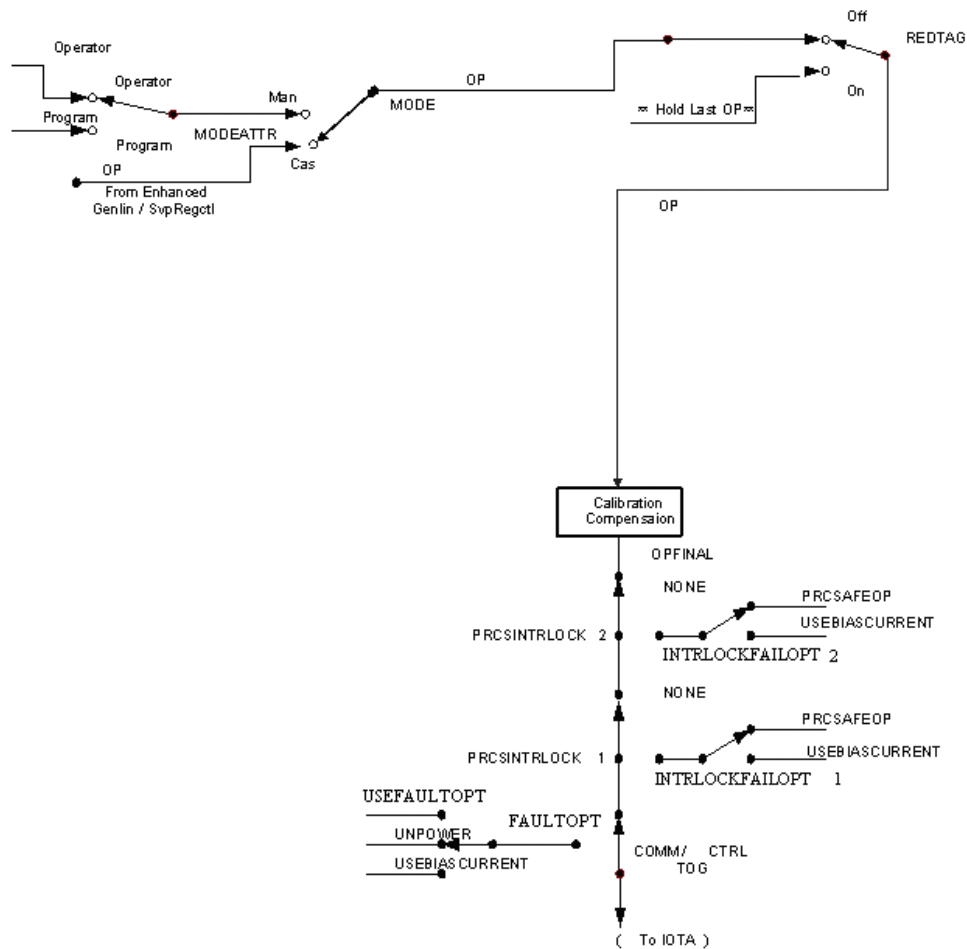 Off
REDTAG
Operator
Operator
OP
Man
MODE
On
≈ Hold Last OP≈
Program
MODEATTR
Program
Cas
OP
From Enhanced
Genlin / SvpRegctl
OP
Calibration
Compensaion
OPFINAL
NONE
PRCSAFEOP
USEBIASCURRENT
PRCSINTRLOCK 2
INTRLOCKFAILOPT 2
NONE
PRCSAFEOP
USEBIASCURRENT
PRCSINTRLOCK 1
INTRLOCKFAILOPT 1
USEFAULTOPT
FAULTOPT
UNPOWER
USEBIASCURRENT
COMM/ CTRL
TOG
( To IOTA )